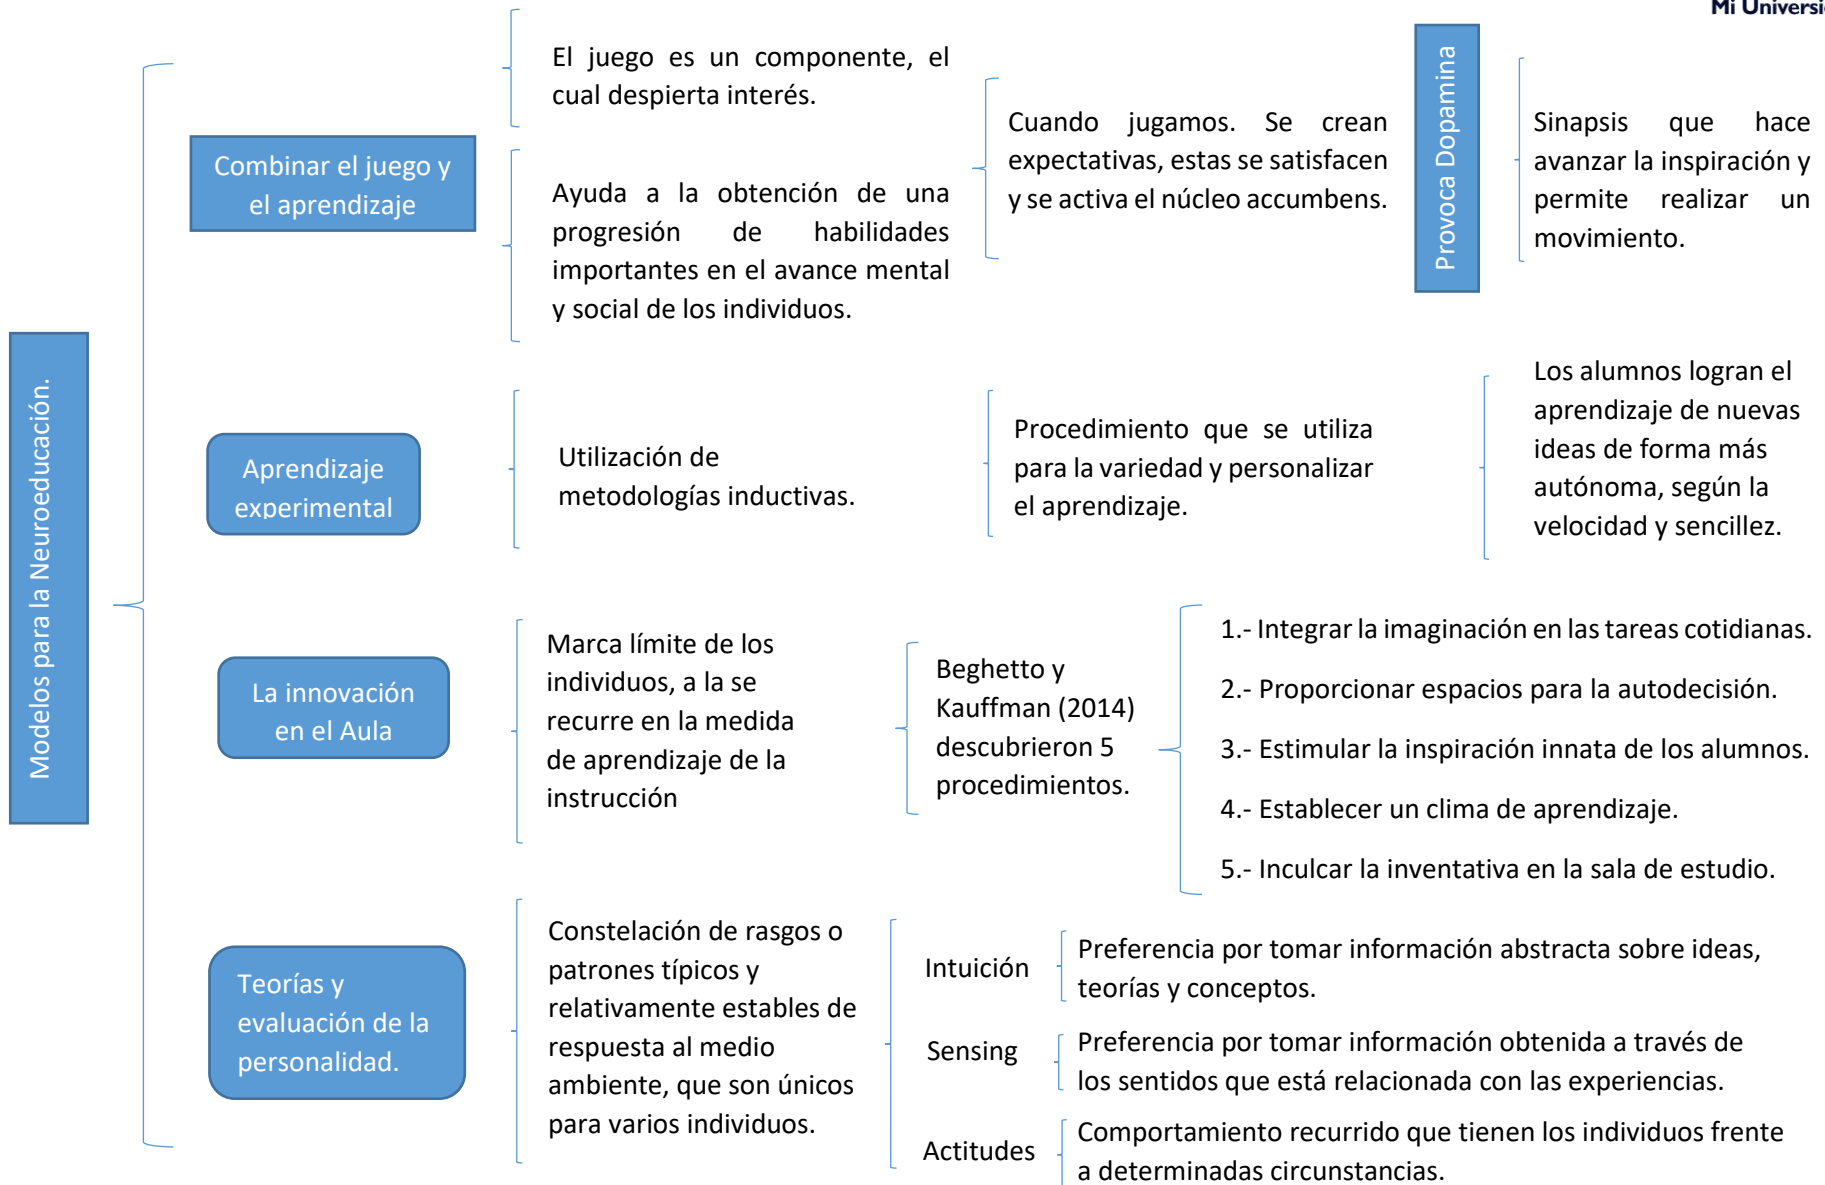 Mi Universi
Modelos para la Neuroeducación.
Combinar el juego y
el aprendizaje
El juego es un componente, el
cual despierta interés.
Ayuda a la obtención de una
progresión de habilidades
importantes en el avance mental
y social de los individuos.
Cuando jugamos. Se crean
expectativas, estas se satisfacen
y se activa el núcleo accumbens.
Provoca Dopamina
Sinapsis que hace
avanzar la inspiración y
permite realizar un
movimiento.
Aprendizaje
experimental
Utilización de
metodologías inductivas.
Procedimiento que se utiliza
para la variedad y personalizar
el aprendizaje.
Los alumnos logran el
aprendizaje de nuevas
ideas de forma más
autónoma, según la
velocidad y sencillez.
La innovación
en el Aula
Marca límite de los
individuos, a la se
recurre en la medida
de aprendizaje de la
instrucción
Beghetto y
Kauffman (2014)
descubrieron 5
procedimientos.
1.- Integrar la imaginación en las tareas cotidianas.
2.- Proporcionar espacios para la autodecisión.
3.- Estimular la inspiración innata de los alumnos.
4.- Establecer un clima de aprendizaje.
5.- Inculcar la inventativa en la sala de estudio.
Teorías y
evaluación de la
personalidad.
Constelación de rasgos o
patrones típicos y
relativamente estables de
respuesta al medio
ambiente, que son únicos
para varios individuos.
Intuición
Preferencia por tomar información abstracta sobre ideas,
teorías y conceptos.
Sensing
Preferencia por tomar información obtenida a través de
los sentidos que está relacionada con las experiencias.
Actitudes
Comportamiento recurrido que tienen los individuos frente
a determinadas circunstancias.